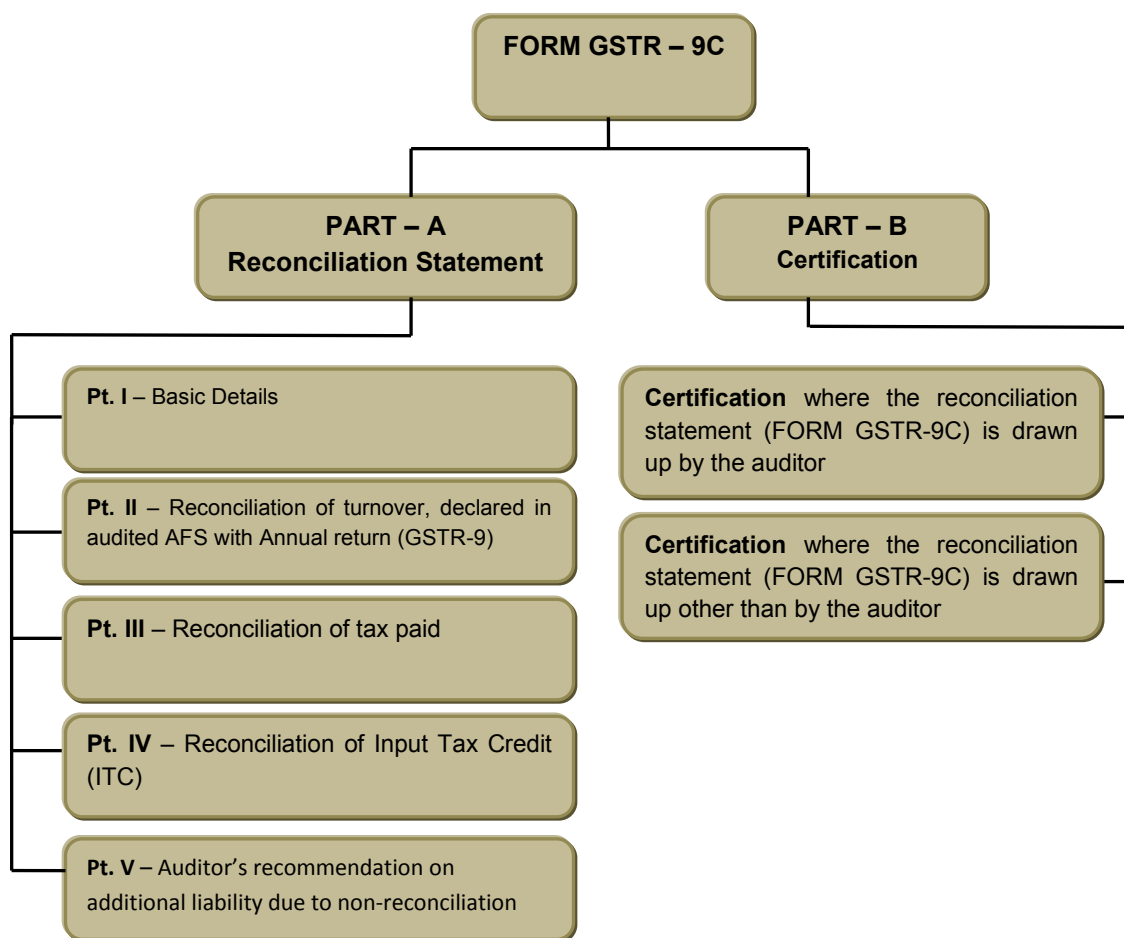 FORM GSTR – 9C
PART – A
Reconciliation Statement
PART – B
Certification
Pt. I – Basic Details
Pt. II – Reconciliation of turnover, declared in
audited AFS with Annual return (GSTR-9)
Pt. III – Reconciliation of tax paid
Pt. IV – Reconciliation of Input Tax Credit
(ITC)
Pt. V – Auditor’s recommendation on
additional liability due to non-reconciliation
Certification where the reconciliation
statement (FORM GSTR-9C) is drawn
up by the auditor
Certification where the reconciliation
statement (FORM GSTR-9C) is drawn
up other than by the auditor